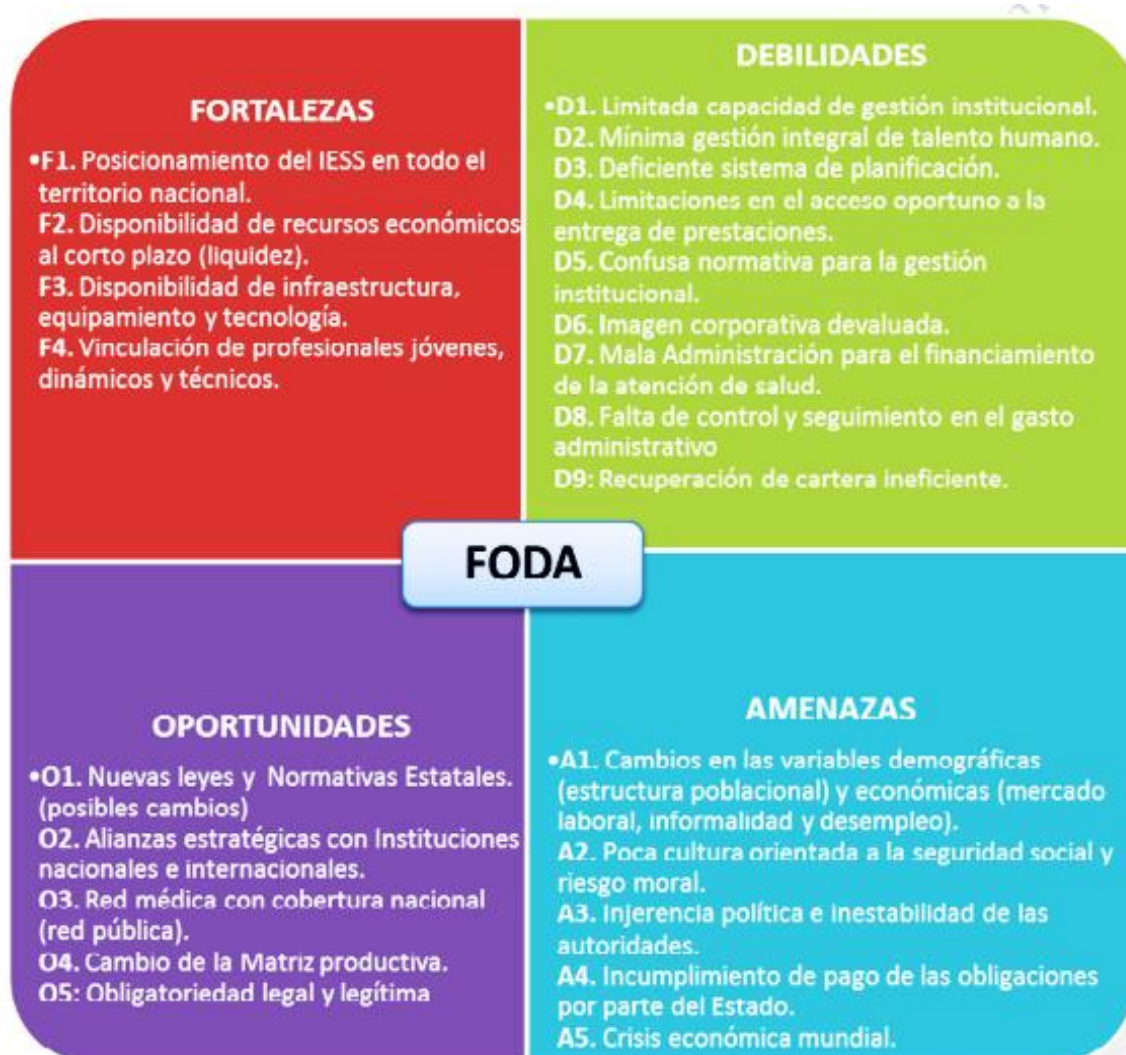 FORTALEZAS
•F1. Posicionamiento del IESS en todo el
territorio nacional.
F2. Disponibilidad de recursos económicos
al corto plazo (liquidez).
F3. Disponibilidad de infraestructura,
equipamiento y tecnología.
F4. Vinculación de profesionales jóvenes,
dinámicos y técnicos.
DEBILIDADES
•D1. Limitada capacidad de gestión institucional.
D2. Mínima gestión integral de talento humano.
D3. Deficiente sistema de planificación.
D4. Limitaciones en el acceso oportuno a la
entrega de prestaciones.
D5. Confusa normativa para la gestión
institucional.
D6. Imagen corporativa devaluada.
D7. Mala Administración para el financiamiento
de la atención de salud.
D8. Falta de control y seguimiento en el gasto
administrativo
D9: Recuperación de cartera ineficiente.
FODA
OPORTUNIDADES
•O1. Nuevas leyes y Normativas Estatales.
(posibles cambios)
O2. Alianzas estratégicas con Instituciones
nacionales e internacionales.
O3. Red médica con cobertura nacional
(red pública).
O4. Cambio de la Matriz productiva.
O5: Obligatoriedad legal y legítima
AMENAZAS
•A1. Cambios en las variables demográficas
(estructura poblacional) y económicas (mercado
laboral, informalidad y desempleo).
A2. Poca cultura orientada a la seguridad social y
riesgo moral.
A3. Injerencia política e inestabilidad de las
autoridades.
A4. Incumplimiento de pago de las obligaciones
por parte del Estado.
A5. Crisis económica mundial.